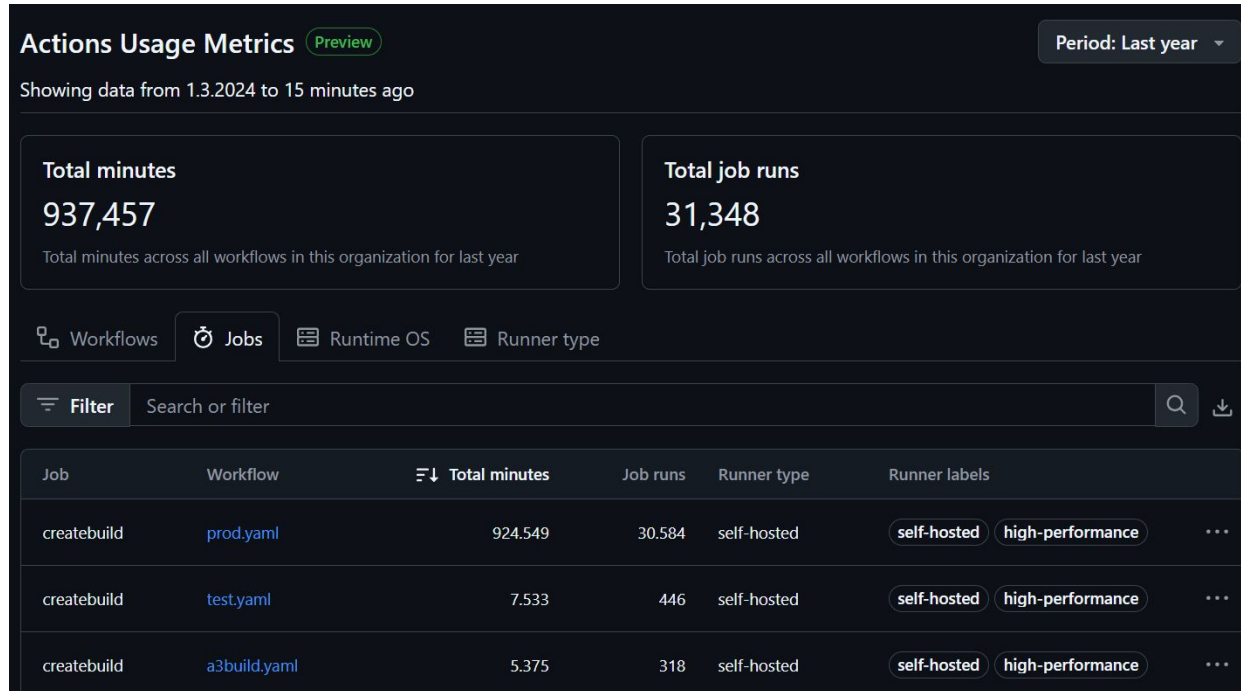 Actions Usage Metrics Preview
Period: Last year
Showing data from 1.3.2024 to 15 minutes ago
Total minutes
937,457
Total minutes across all workflows in this organization for last year
Total job runs
31,348
Total job runs across all workflows in this organization for last year
Workflows Jobs Runtime OS Runner type
Filter Search or filter
Job Workflow Total minutes Job runs Runner type Runner labels
createbuild prod.yaml 924.549 30.584 self-hosted self-hosted high-performance
createbuild test.yaml 7.533 446 self-hosted self-hosted high-performance
createbuild a3build.yaml 5.375 318 self-hosted self-hosted high-performance